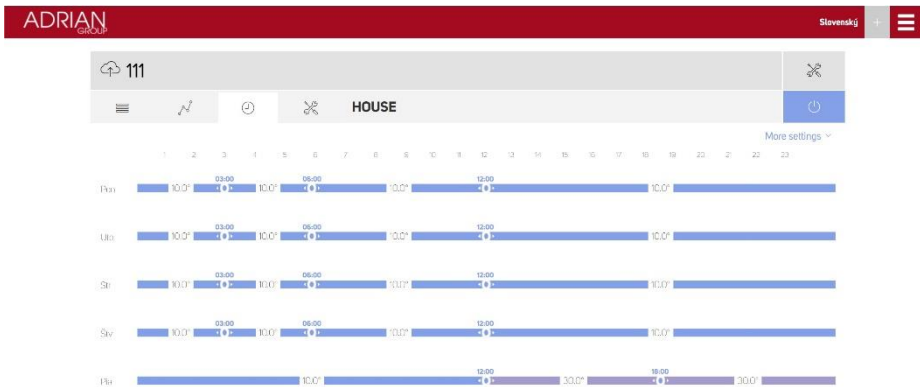 ADRIAN
GROUP
Slovenský +
111
HOUSE
More settings
1 2 3 4 5 6 7 8 9 10 11 12 13 14 15 16 17 18 19 20 21 22 23
03:00 06:00 12:00
Pon 10.0° 10.0° 10.0° 10.0°
03:00 06:00 12:00
Uto 10.0° 10.0° 10.0° 10.0°
03:00 06:00 12:00
Str 10.0° 10.0° 10.0° 10.0°
03:00 06:00 12:00
Štv 10.0° 10.0° 10.0° 10.0°
12:00 18:00
Pia 10.0° 30.0° 30.0°